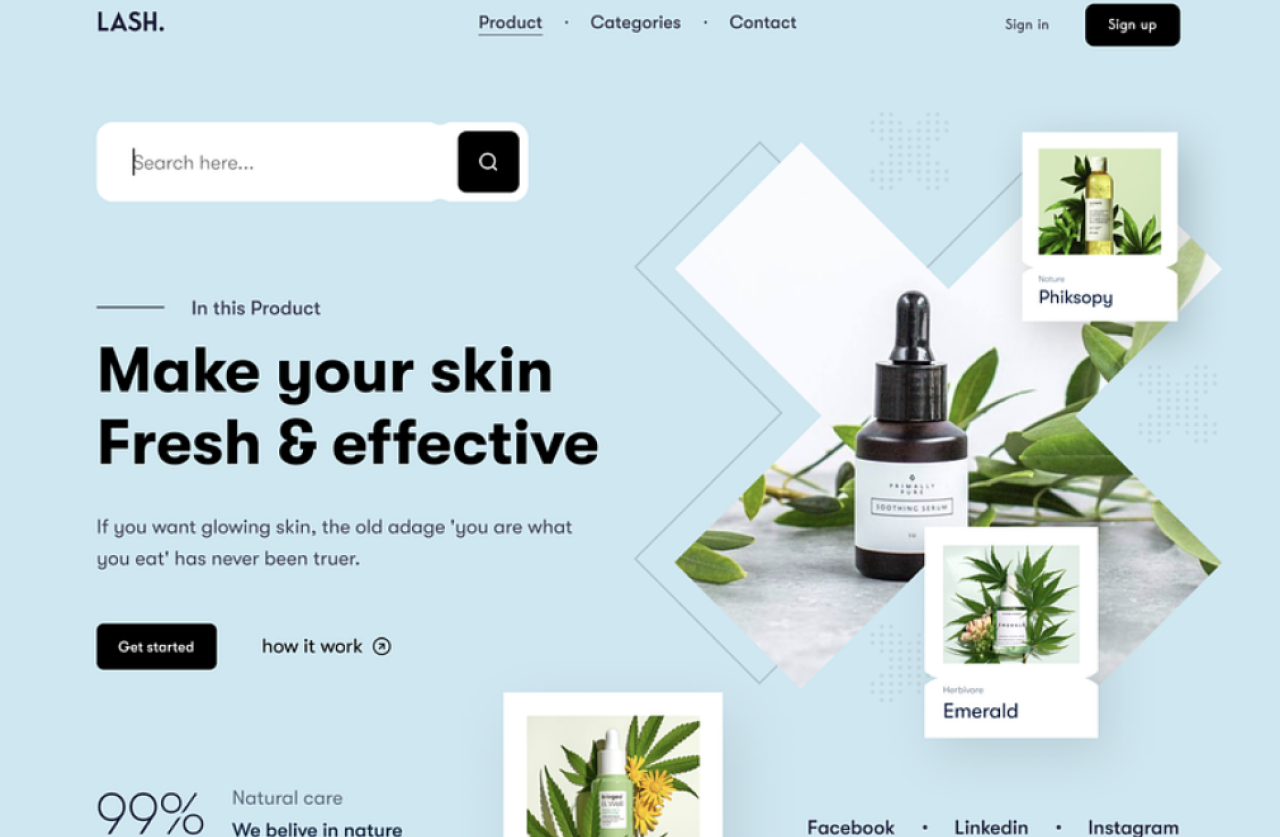 LASH.
Product · Categories · Contact
Sign in
Sign up
Search here...
In this Product
Make your skin
Fresh & effective
If you want glowing skin, the old adage 'you are what
you eat' has never been truer.
Get started
how it work
Nature
Phiksopy
PRIMALLY
PURE
SOOTHING SERUM
EMERALD
Herbivore
Emerald
99%
Natural care
We belive in nature
Facebook · Linkedin · Instagram